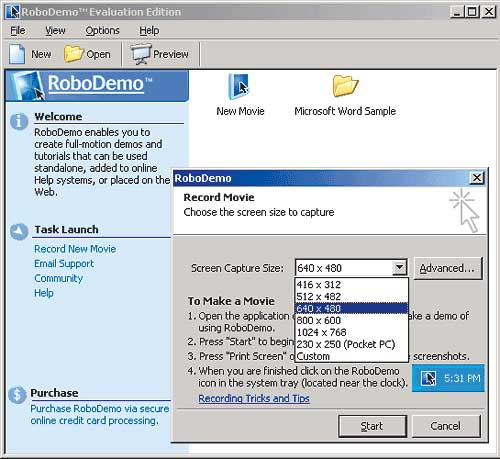 RoboDemo™ Evaluation Edition
File View Options Help
New Open Preview
RoboDemo™
New Movie
Microsoft Word Sample
Welcome
RoboDemo enables you to
create full-motion demos and
tutorials that can be used
standalone, added to online
Help systems, or placed on the
Web.
Task Launch
Record New Movie
Email Support
Community
Help
Purchase
Purchase RoboDemo via secure
online credit card processing.
RoboDemo
Record Movie
Choose the screen size to capture
Screen Capture Size: 640 x 480 Advanced...
416 x 312
512 x 482
640 x 480
800 x 600
1024 x 768
230 x 250 (Pocket PC)
Custom
To Make a Movie
1. Open the application make a demo of
using RoboDemo.
2. Press "Start" to begin
3. Press "Print Screen" screenshots.
4. When you are finished click on the RoboDemo
icon in the system tray (located near the clock).
5:31 PM
Recording Tricks and Tips
Start Cancel